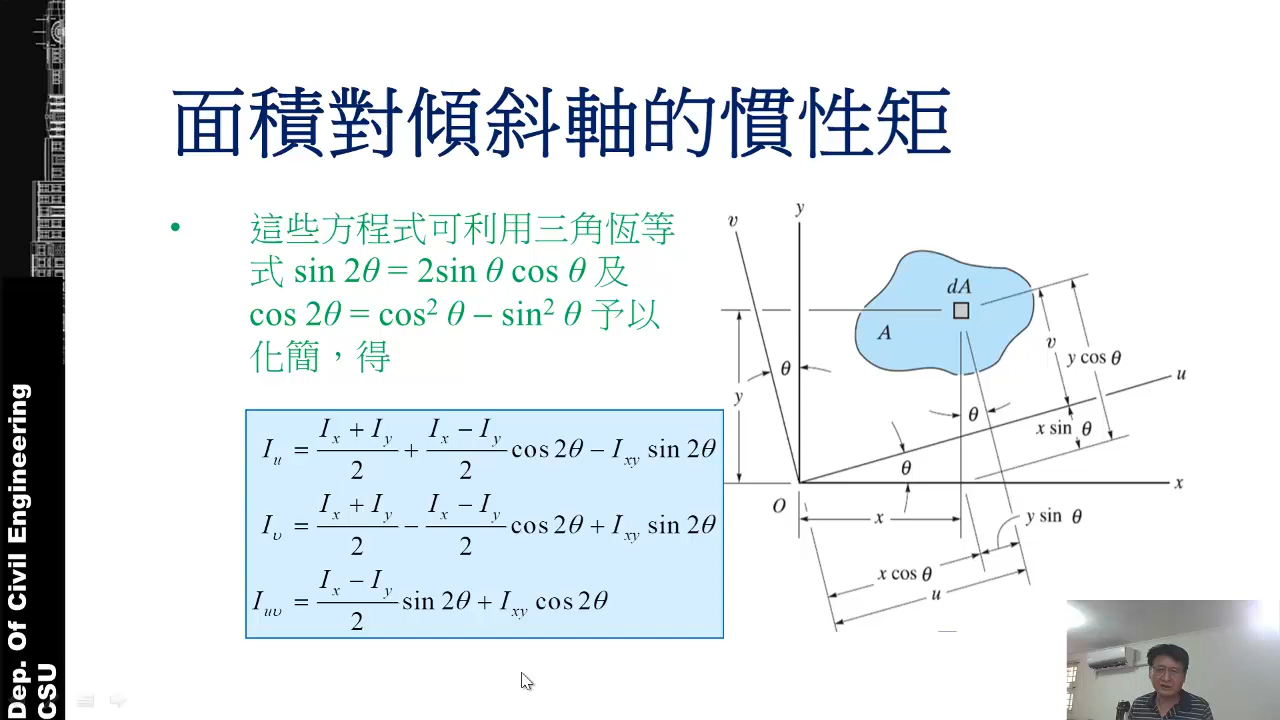 面積對傾斜軸的慣性矩
• 這些方程式可利用三角恆等
式 sin 2θ = 2sin θ cos θ 及
cos 2θ = cos² θ − sin² θ 予以
化簡，得
I_u = (I_x + I_y)/2 + (I_x − I_y)/2 cos 2θ − I_xy sin 2θ
I_υ = (I_x + I_y)/2 − (I_x − I_y)/2 cos 2θ + I_xy sin 2θ
I_uυ = (I_x − I_y)/2 sin 2θ + I_xy cos 2θ
y
v
dA
A
v
y cos θ
θ
u
y
θ
x sin θ
θ
x
O
x
y sin θ
x cos θ
u
Dep. Of Civil Engineering
CSU